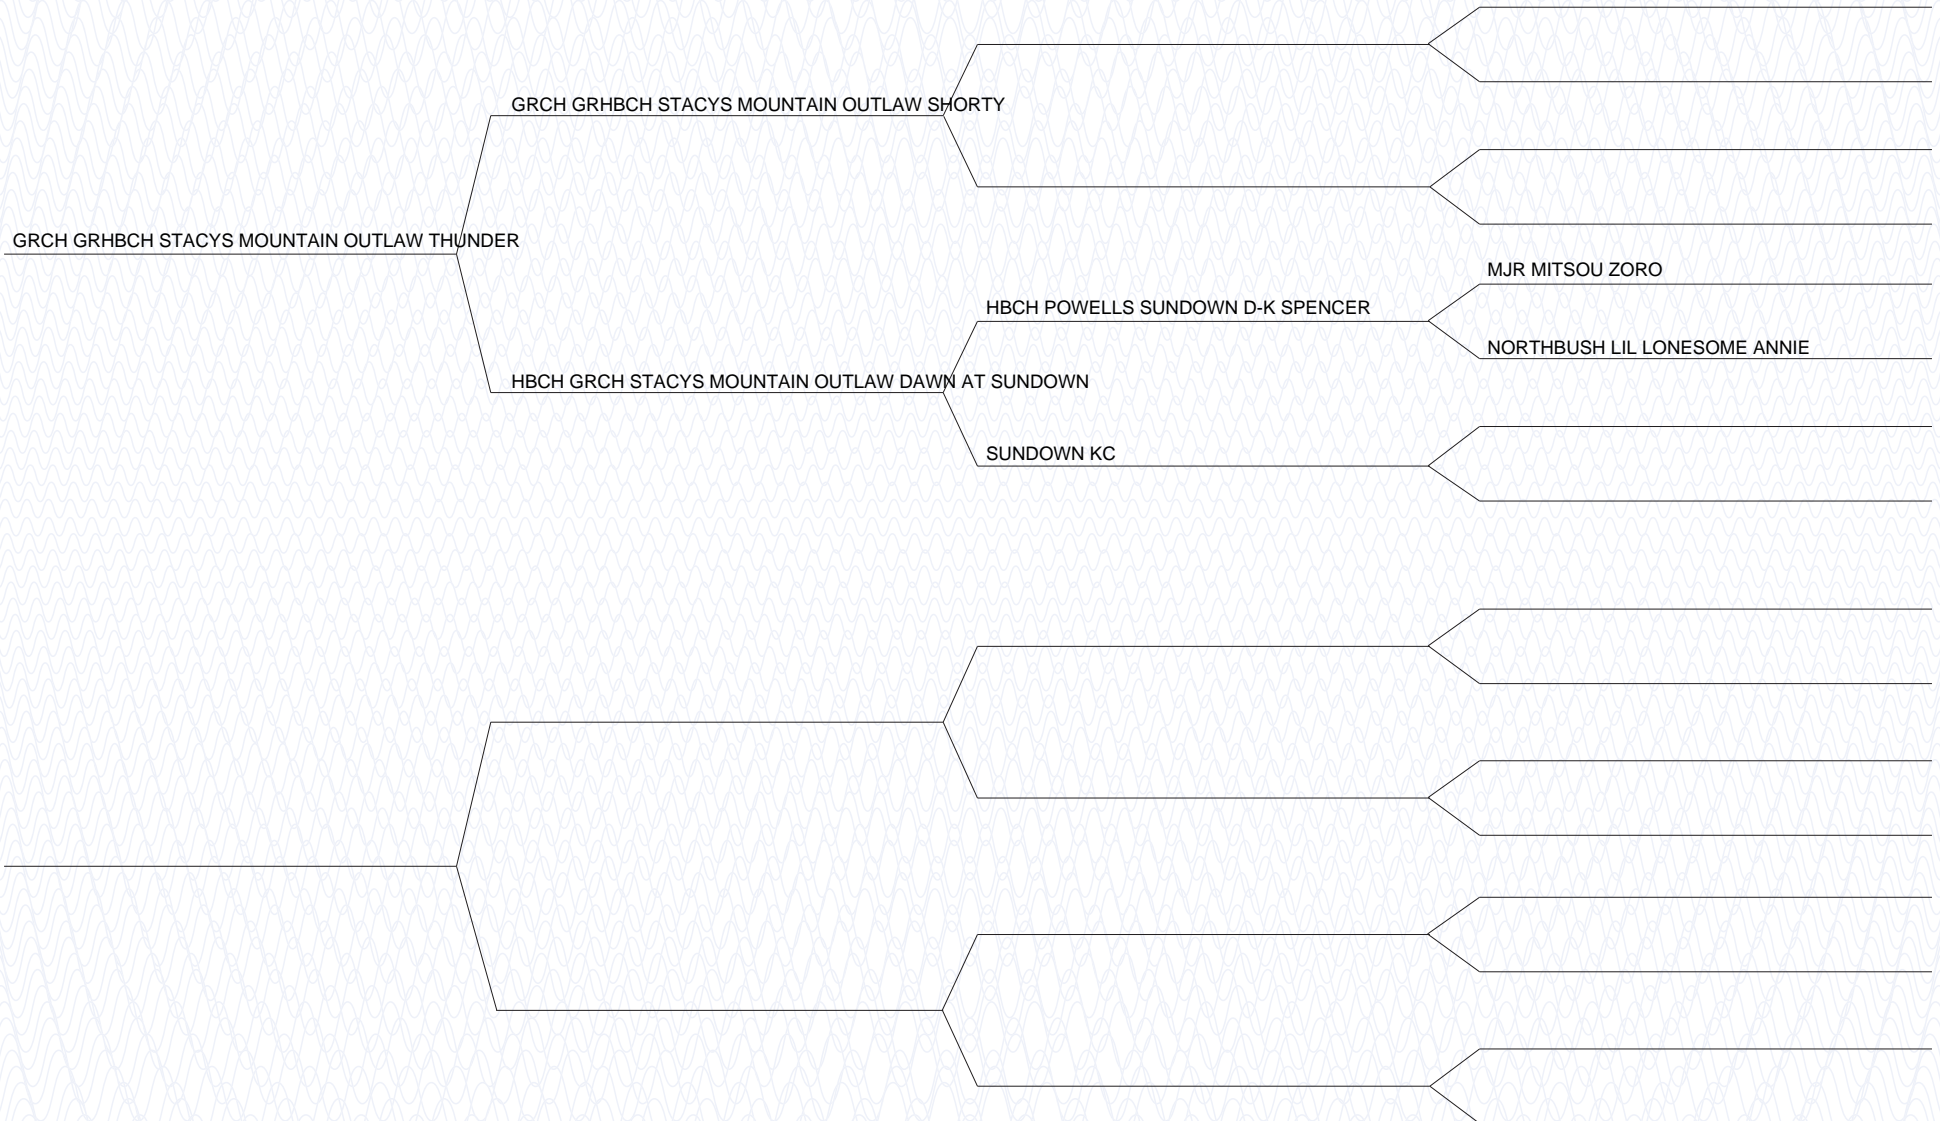 GRCH GRHBCH STACYS MOUNTAIN OUTLAW SHORTY
GRCH GRHBCH STACYS MOUNTAIN OUTLAW THUNDER
MJR MITSOU ZORO
HBCH POWELLS SUNDOWN D-K SPENCER
NORTHBUSH LIL LONESOME ANNIE
HBCH GRCH STACYS MOUNTAIN OUTLAW DAWN AT SUNDOWN
SUNDOWN KC